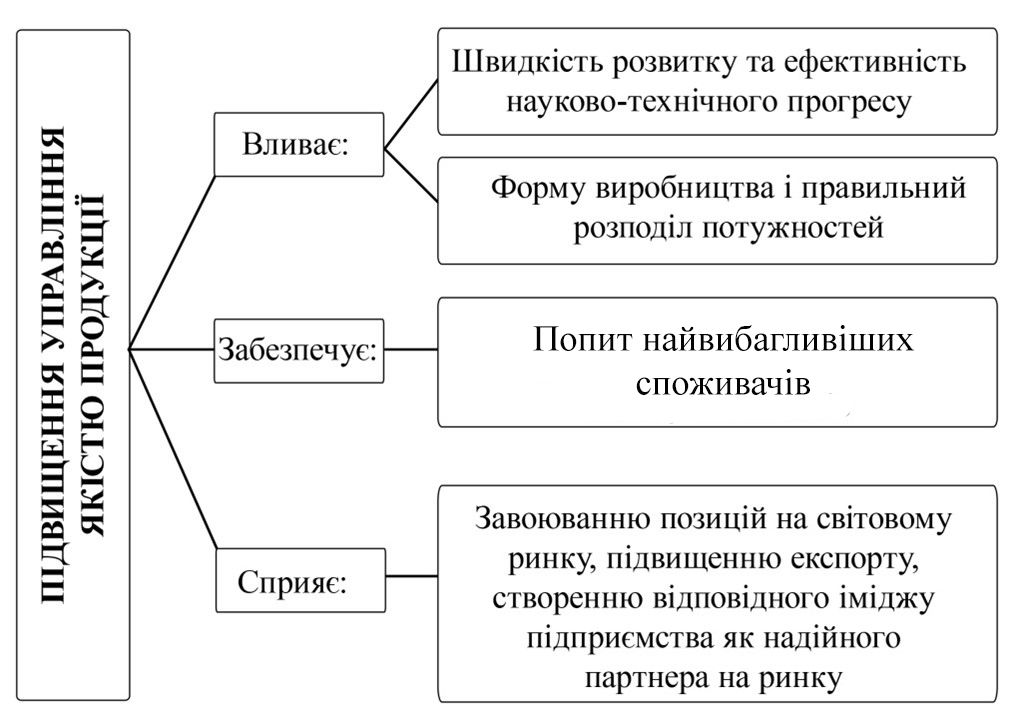 ПІДВИЩЕННЯ УПРАВЛІННЯ
ЯКІСТЮ ПРОДУКЦІЇ
Вливає:
Швидкість розвитку та ефективність
науково-технічного прогресу
Форму виробництва і правильний
розподіл потужностей
Забезпечує:
Попит найвибагливіших
споживачів
Сприяє:
Завоюванню позицій на світовому
ринку, підвищенню експорту,
створенню відповідного іміджу
підприємства як надійного
партнера на ринку